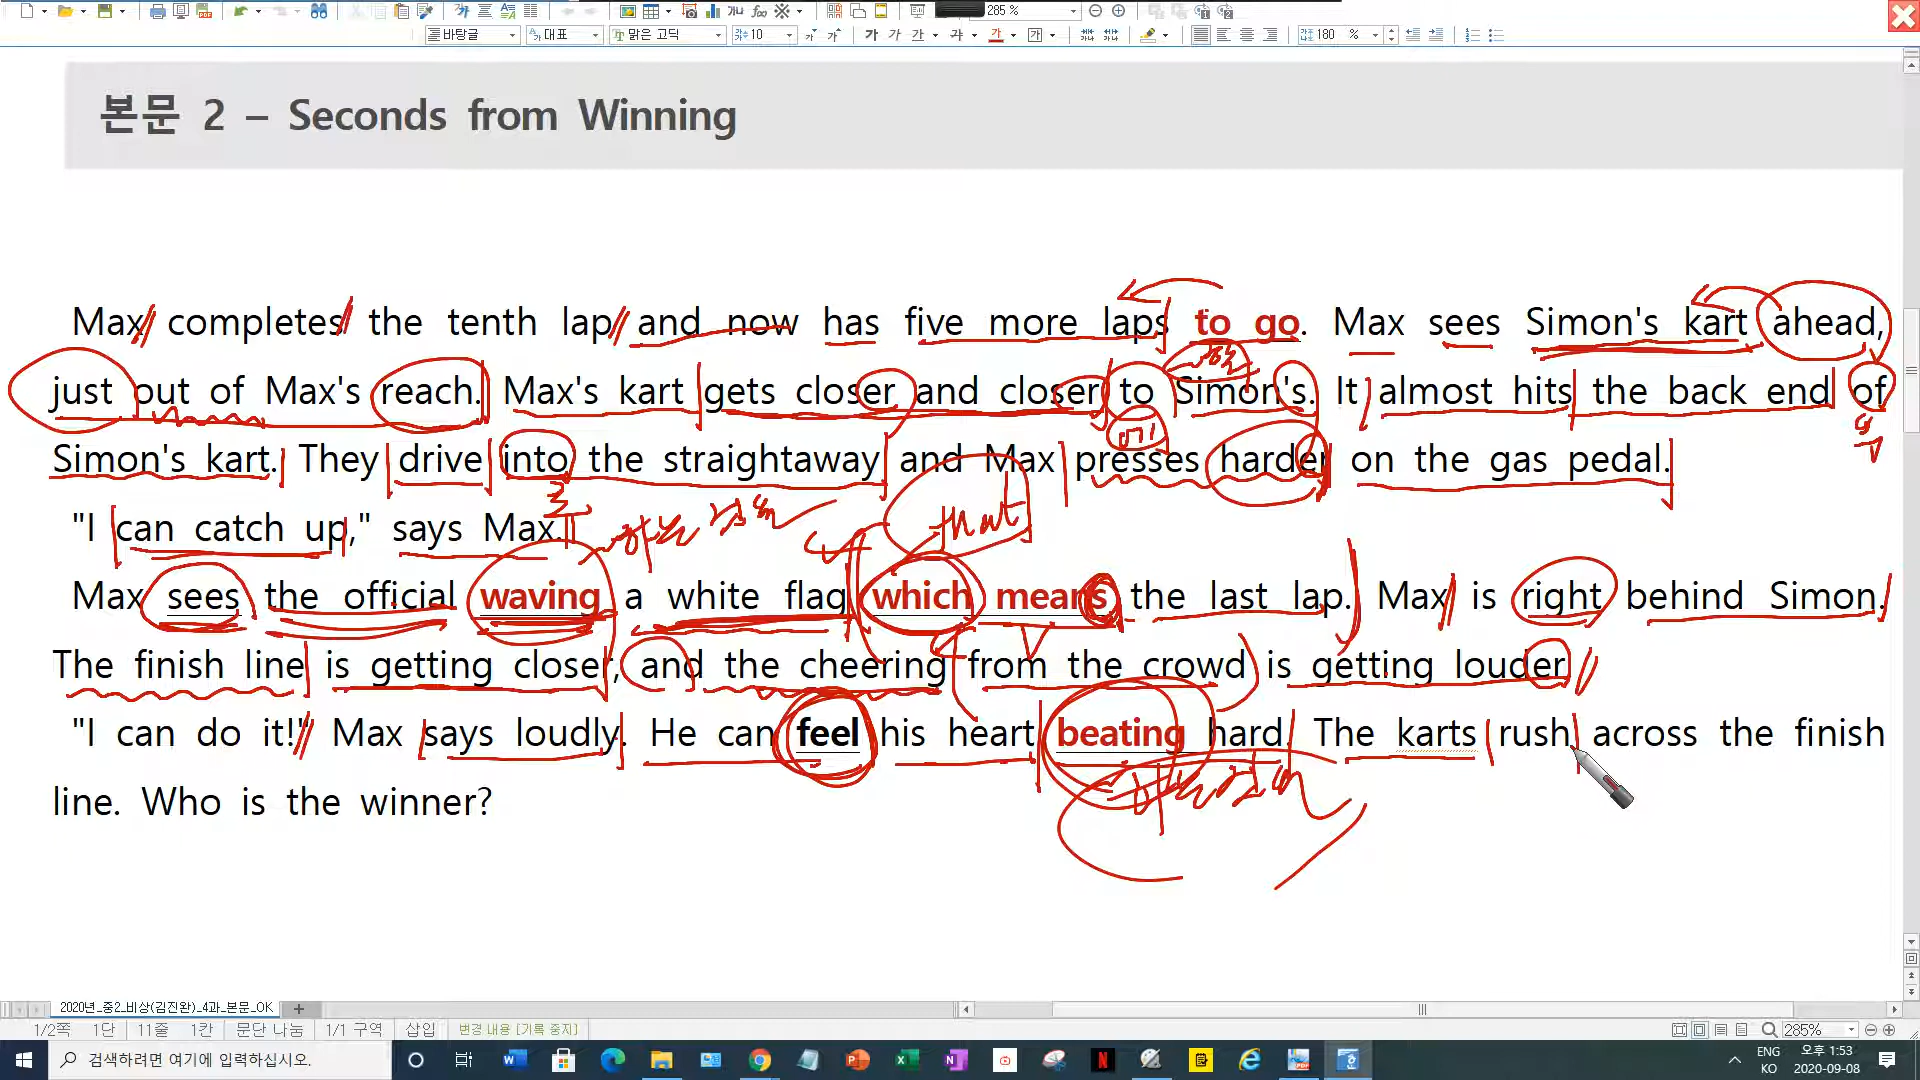 285 %
바탕글
대표
맑은 고딕
10
가 가 가 가 가 가 가
180 %
본문 2 – Seconds from Winning
Max completes the tenth lap and now has five more laps to go. Max sees Simon's kart ahead,
just out of Max's reach. Max's kart gets closer and closer to Simon's. It almost hits the back end of
Simon's kart. They drive into the straightaway and Max presses harder on the gas pedal.
"I can catch up," says Max.
that
Max sees the official waving a white flag which means the last lap. Max is right behind Simon.
The finish line is getting closer, and the cheering from the crowd is getting louder
"I can do it!" Max says loudly. He can feel his heart beating hard. The karts rush across the finish
line. Who is the winner?
2020년_중2_비상(김진완)_4과_본문_OK
1/2쪽 1단 11줄 1칸 문단 나눔 1/1 구역 삽입 변경 내용 [기록 중지]
285%
검색하려면 여기에 입력하십시오.
ENG
KO
오후 1:53
2020-09-08